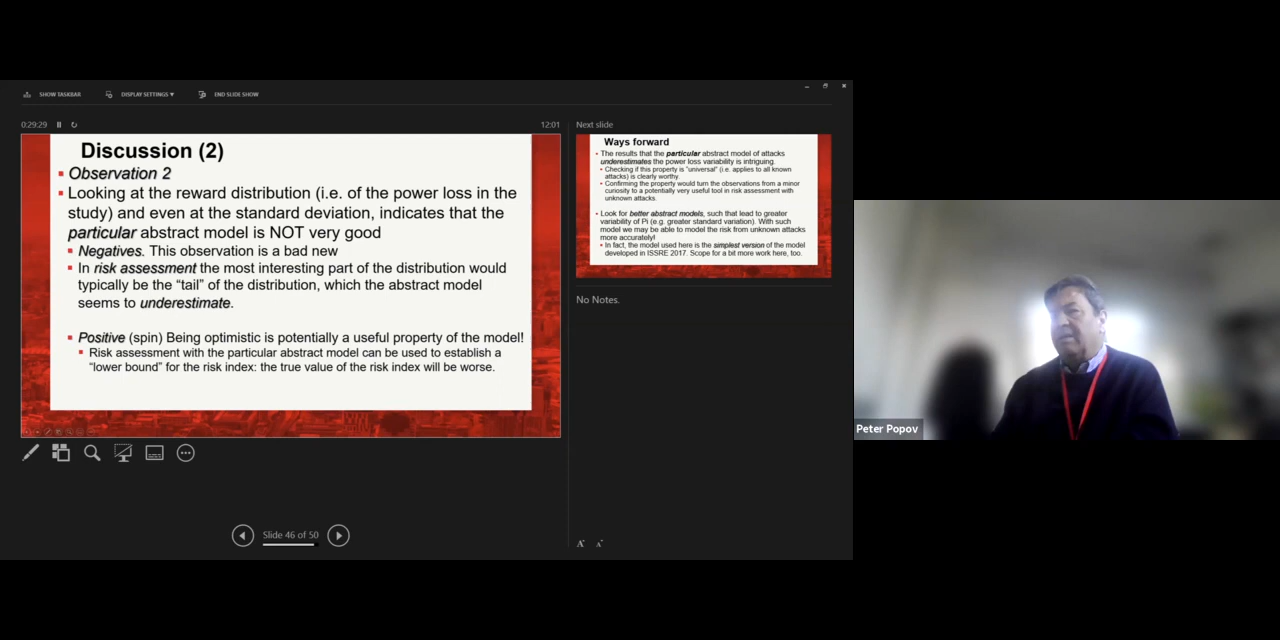 SHOW TASKBAR
DISPLAY SETTINGS ▼
END SLIDE SHOW
0:29:29
12:01
Discussion (2)
Observation 2
Looking at the reward distribution (i.e. of the power loss in the
study) and even at the standard deviation, indicates that the
particular abstract model is NOT very good
Negatives. This observation is a bad new
In risk assessment the most interesting part of the distribution would
typically be the “tail” of the distribution, which the abstract model
seems to underestimate.
Positive (spin) Being optimistic is potentially a useful property of the model!
Risk assessment with the particular abstract model can be used to establish a
“lower bound” for the risk index: the true value of the risk index will be worse.
Slide 46 of 50
Next slide
Ways forward
The results that the particular abstract model of attacks
underestimates the power loss variability is intriguing.
Checking if this property is “universal” (i.e. applies to all known
attacks) is clearly worthy.
Confirming the property would turn the observations from a minor
curiosity to a potentially very useful tool in risk assessment with
unknown attacks.
Look for better abstract models, such that lead to greater
variability of Pi (e.g. greater standard variation). With such
model we may be able to model the risk from unknown attacks
more accurately!
In fact, the model used here is the simplest version of the model
developed in ISSRE 2017. Scope for a bit more work here, too.
No Notes.
A A
Peter Popov